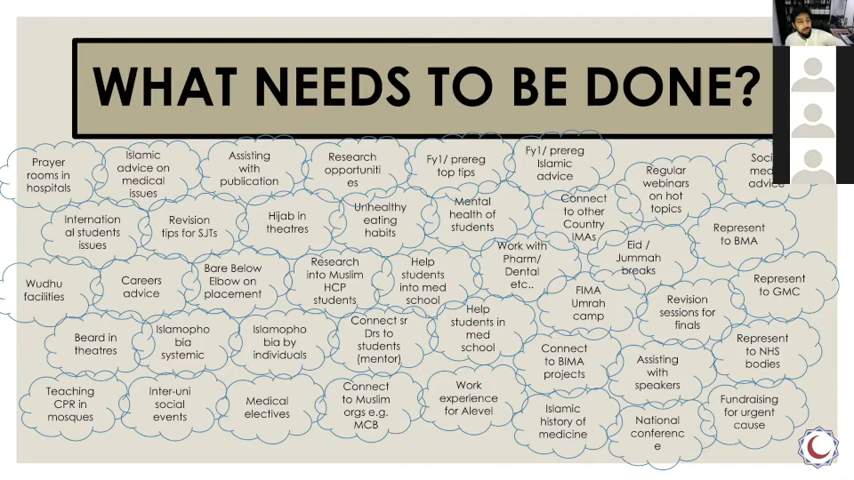 WHAT NEEDS TO BE DONE?
Prayer
rooms in
hospitals
Islamic
advice on
medical
issues
Assisting
with
publication
Research
opportuniti
es
Fy1/ prereg
top tips
Fy1/ prereg
Islamic
advice
Regular
webinars
on hot
topics
Internation
al students
issues
Revision
tips for SJTs
Hijab in
theatres
Unhealthy
eating
habits
Mental
health of
students
Connect
to other
Country
IMAs
Represent
to BMA
Wudhu
facilities
Careers
advice
Bare Below
Elbow on
placement
Research
into Muslim
HCP
students
Help
students
into med
school
Work with
Pharm/
Dental
etc..
Eid /
Jummah
breaks
FIMA
Umrah
camp
Revision
sessions for
finals
Represent
to GMC
Beard in
theatres
Islamopho
bia
systemic
Islamopho
bia by
individuals
Connect sr
Drs to
students
(mentor)
Help
students in
med
school
Connect
to BIMA
projects
Assisting
with
speakers
Represent
to NHS
bodies
Teaching
CPR in
mosques
Inter-uni
social
events
Medical
electives
Connect
to Muslim
orgs e.g.
MCB
Work
experience
for Alevel
Islamic
history of
medicine
National
conferenc
e
Fundraising
for urgent
cause